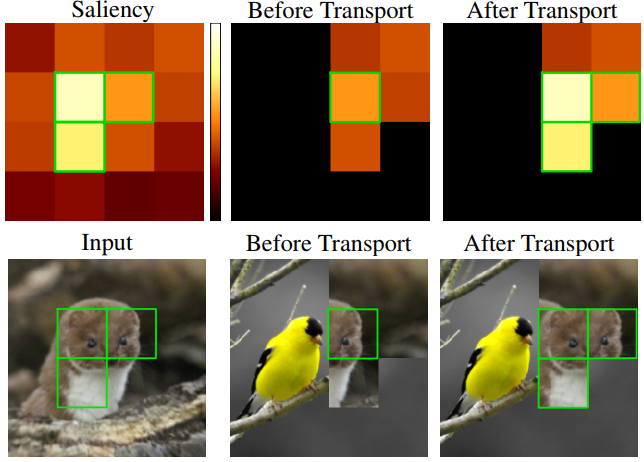 Saliency
Before Transport
After Transport
Input
Before Transport
After Transport